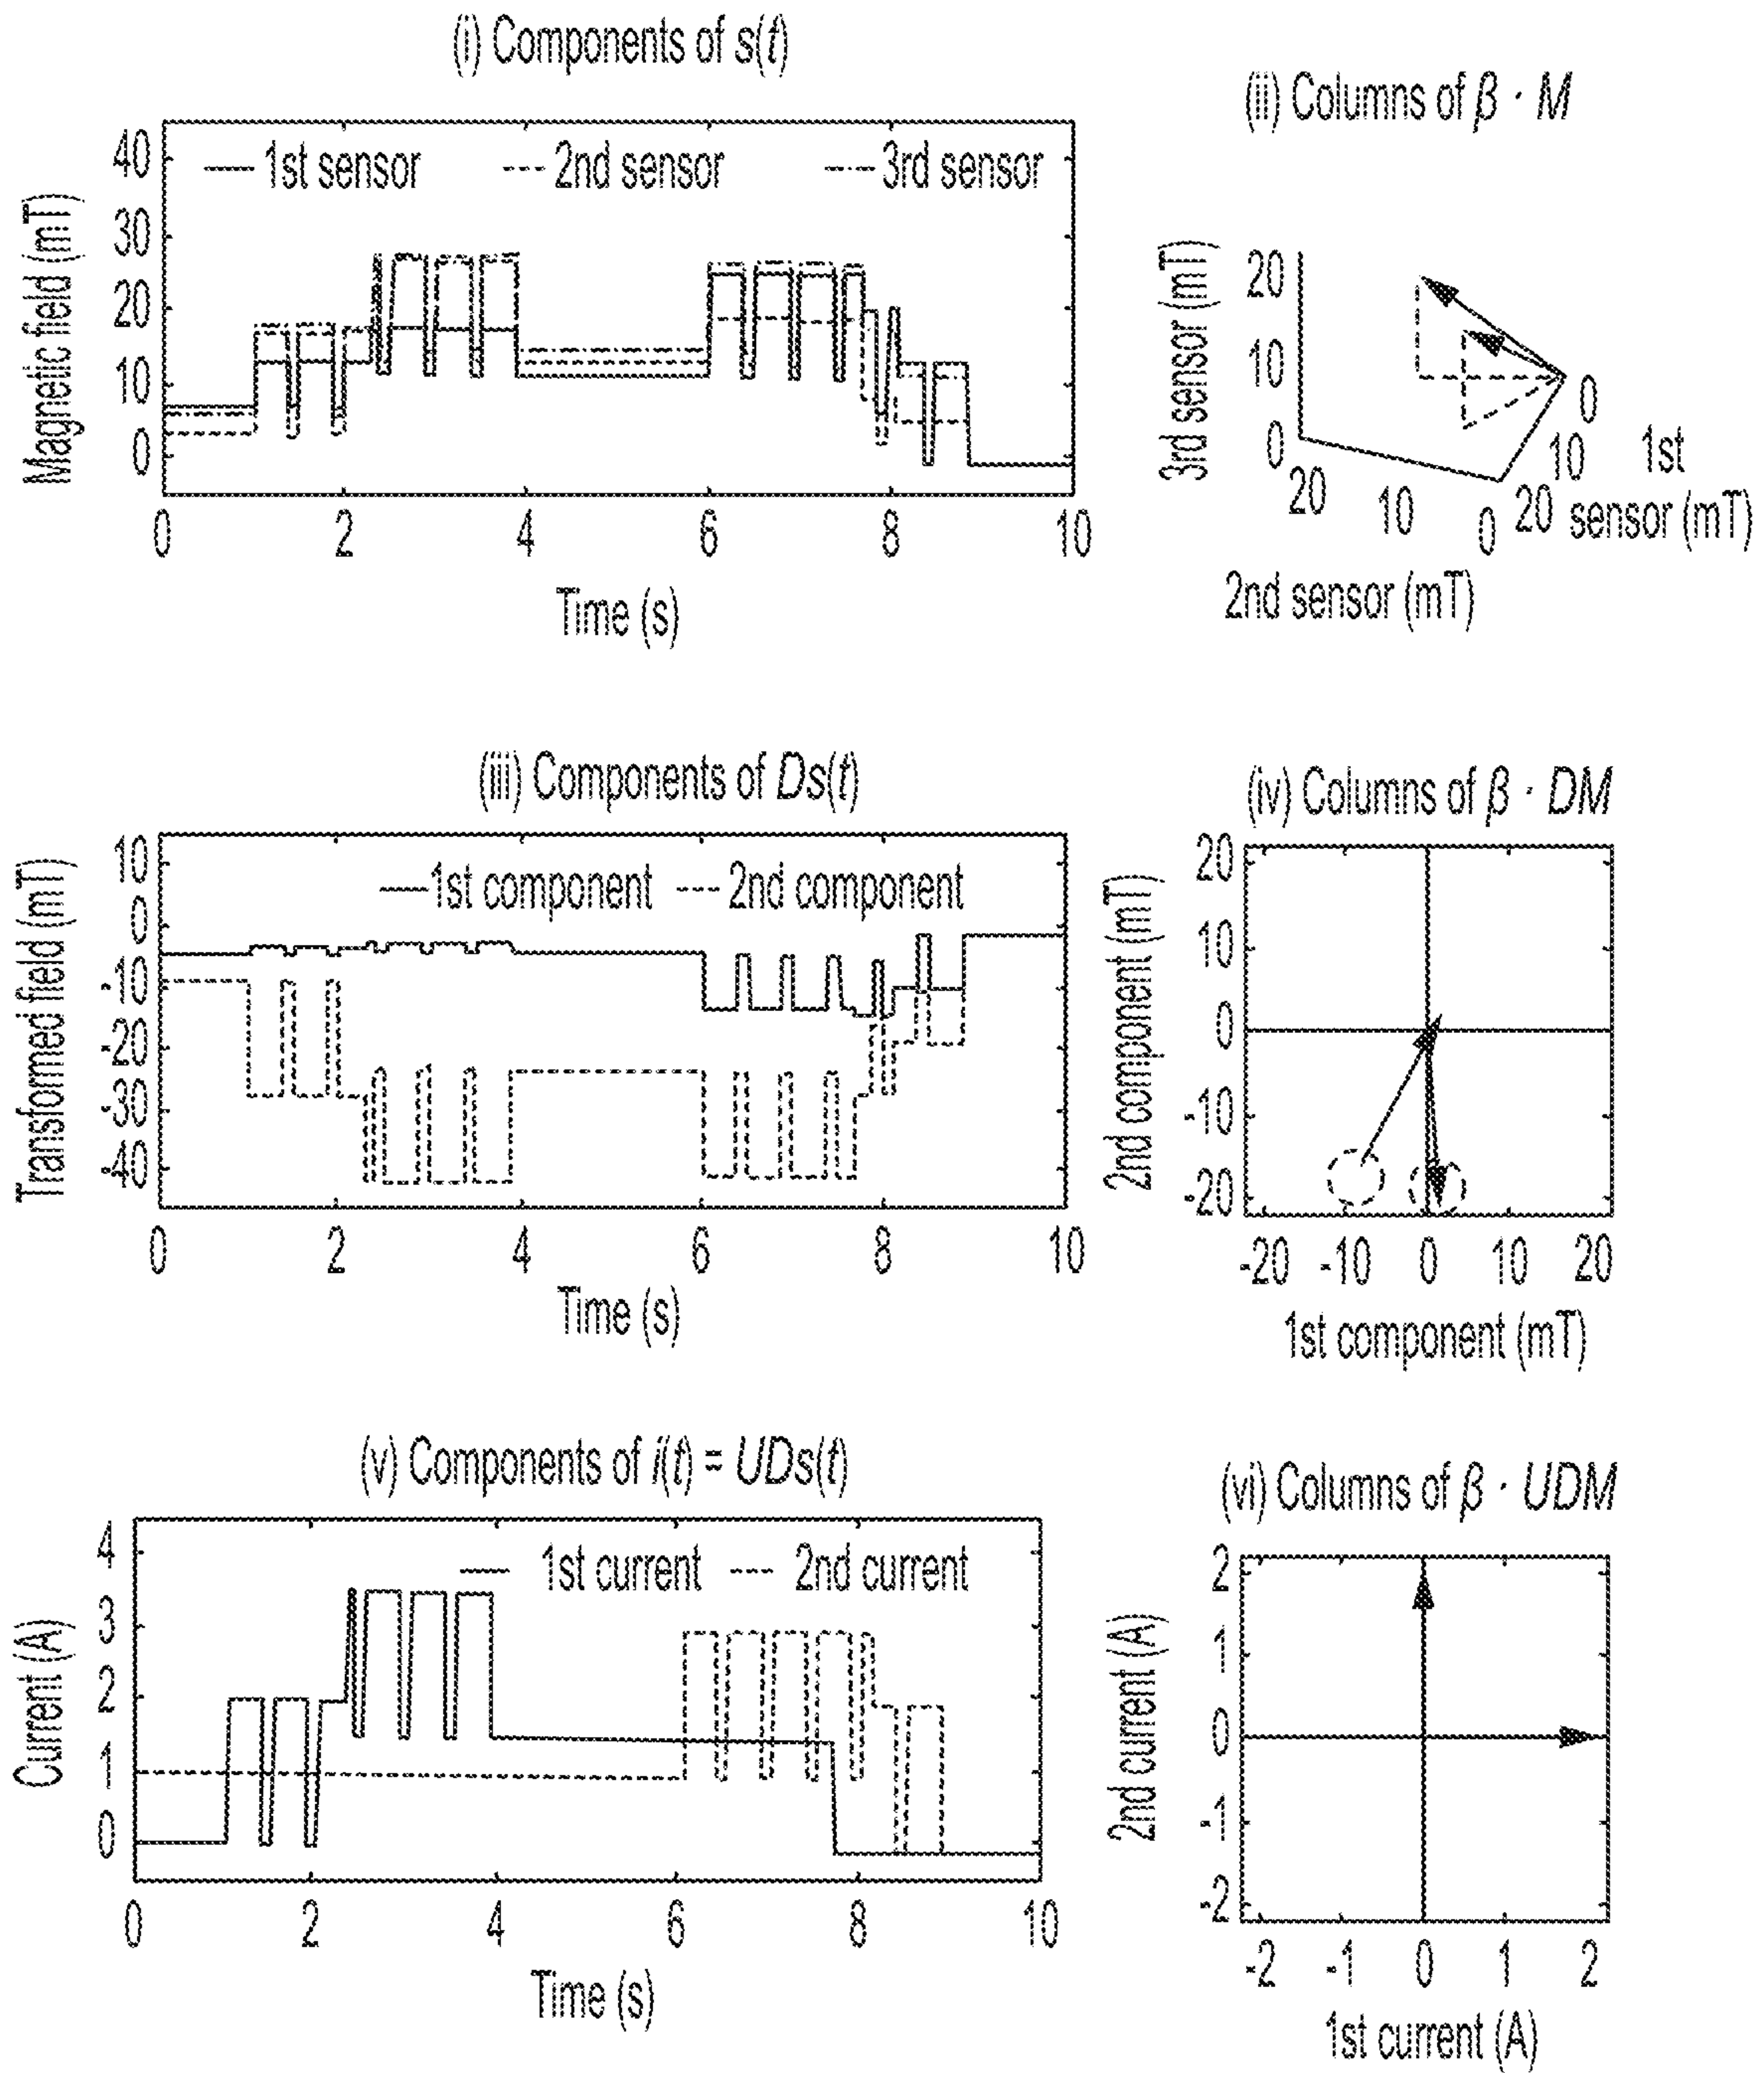 (i) Components of s(t)
Magnetic field (mT)
40
30
20
10
0
1st sensor
2nd sensor
3rd sensor
0 2 4 6 8 10
Time (s)
(ii) Columns of β · M
3rd sensor (mT)
20
10
0
20 10 0
2nd sensor (mT)
0
10
20
1st
sensor (mT)
(iii) Components of Ds(t)
Transformed field (mT)
10
0
-10
-20
-30
-40
1st component
2nd component
0 2 4 6 8 10
Time (s)
(iv) Columns of β · DM
2nd component (mT)
20
10
0
-10
-20
-20 -10 0 10 20
1st component (mT)
(v) Components of i(t) = UDs(t)
Current (A)
4
3
2
1
0
1st current
2nd current
0 2 4 6 8 10
Time (s)
(vi) Columns of β · UDM
2nd current (A)
2
1
0
-1
-2
-2 -1 0 1 2
1st current (A)